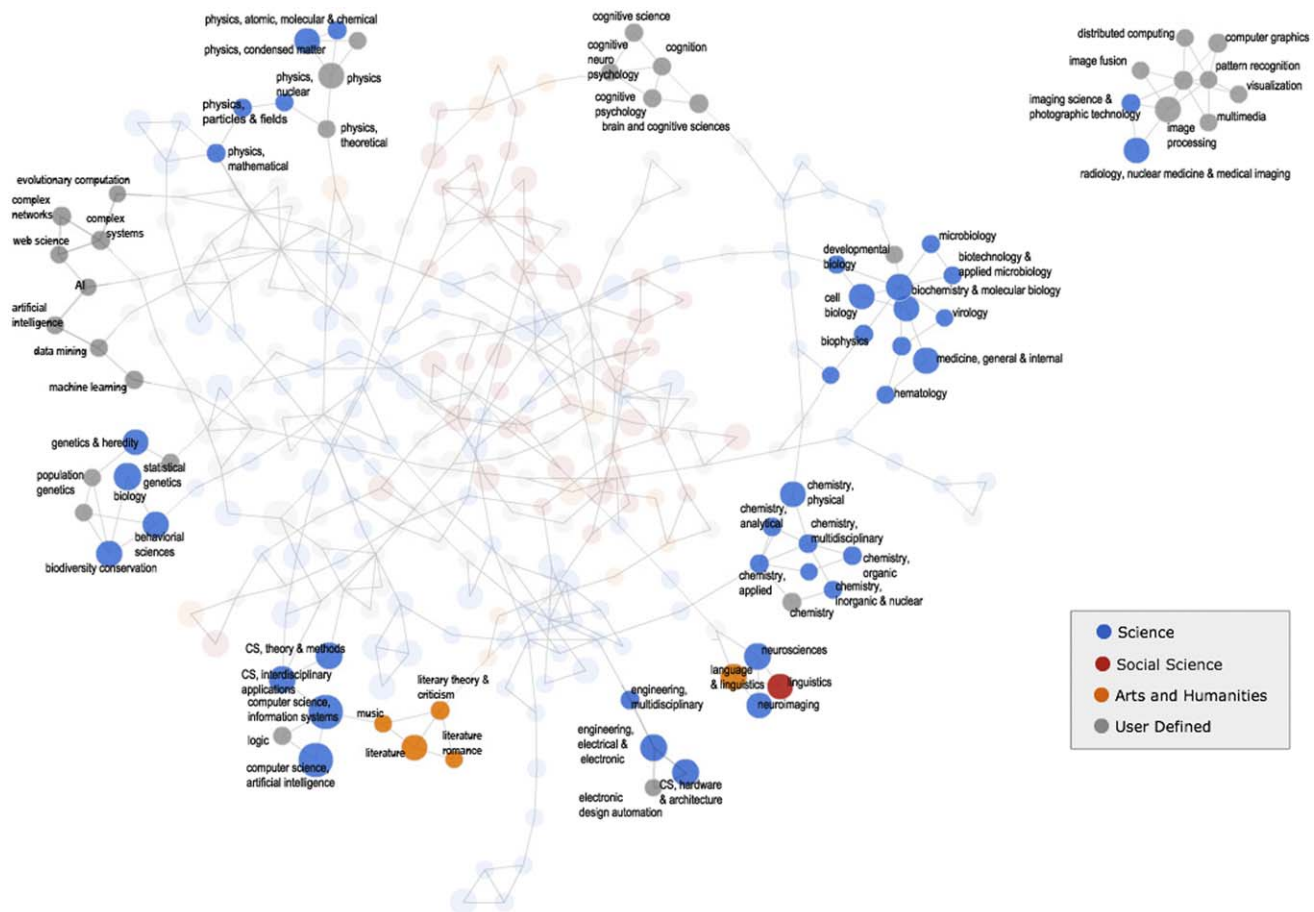 physics, atomic, molecular & chemical
physics, condensed matter
physics,
nuclear
physics
physics,
particles & fields
physics,
theoretical
physics,
mathematical
cognitive science
cognitive
neuro
psychology
cognition
cognitive
psychology
brain and cognitive sciences
distributed computing
computer graphics
image fusion
pattern recognition
visualization
imaging science &
photographic technology
multimedia
image
processing
radiology, nuclear medicine & medical imaging
evolutionary computation
complex
networks
complex
systems
web science
AI
artificial
intelligence
data mining
machine learning
microbiology
developmental
biology
biotechnology &
applied microbiology
biochemistry & molecular biology
cell
biology
virology
biophysics
medicine, general & internal
hematology
genetics & heredity
statistical
genetics
population
genetics
biology
behaviorial
sciences
biodiversity conservation
chemistry,
physical
chemistry,
analytical
chemistry,
multidisciplinary
chemistry,
organic
chemistry,
applied
chemistry,
inorganic & nuclear
chemistry
CS, theory & methods
CS, interdisciplinary
applications
computer science,
information systems
logic
computer science,
artificial intelligence
literary theory &
criticism
music
literature
literature
romance
neurosciences
language
& linguistics
linguistics
neuroimaging
engineering,
multidisciplinary
engineering,
electrical &
electronic
CS, hardware
& architecture
electronic
design automation
Science
Social Science
Arts and Humanities
User Defined